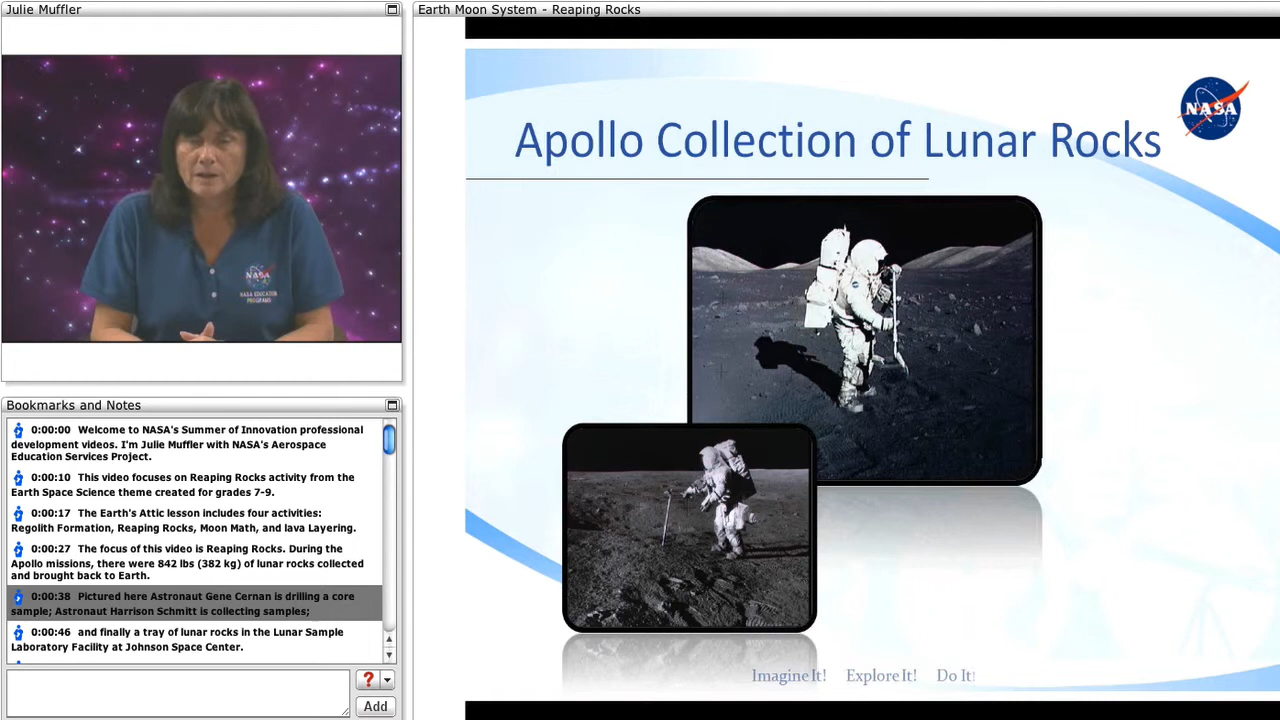 Julie Muffler
Earth Moon System - Reaping Rocks
NASA
Apollo Collection of Lunar Rocks
NASA
NASA EDUCATION
PROGRAMS
Imagine It! Explore It! Do It!
Bookmarks and Notes
0:00:00 Welcome to NASA's Summer of Innovation professional
development videos. I'm Julie Muffler with NASA's Aerospace
Education Services Project.
0:00:10 This video focuses on Reaping Rocks activity from the
Earth Space Science theme created for grades 7-9.
0:00:17 The Earth's Attic lesson includes four activities:
Regolith Formation, Reaping Rocks, Moon Math, and lava Layering.
0:00:27 The focus of this video is Reaping Rocks. During the
Apollo missions, there were 842 lbs (382 kg) of lunar rocks collected
and brought back to Earth.
0:00:38 Pictured here Astronaut Gene Cernan is drilling a core
sample; Astronaut Harrison Schmitt is collecting samples;
0:00:46 and finally a tray of lunar rocks in the Lunar Sample
Laboratory Facility at Johnson Space Center.
?
Add